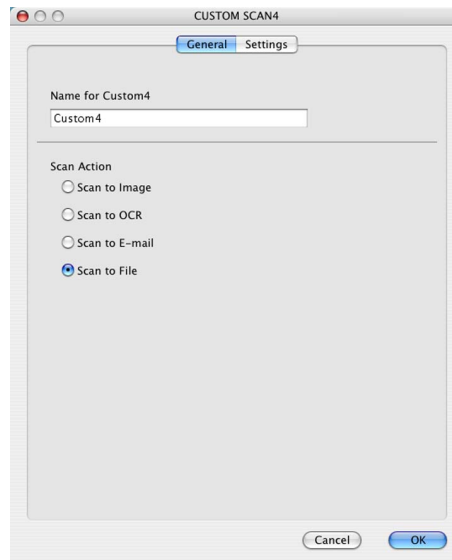 CUSTOM SCAN4
General Settings
Name for Custom4
Custom4
Scan Action
Scan to Image
Scan to OCR
Scan to E-mail
Scan to File
Cancel OK